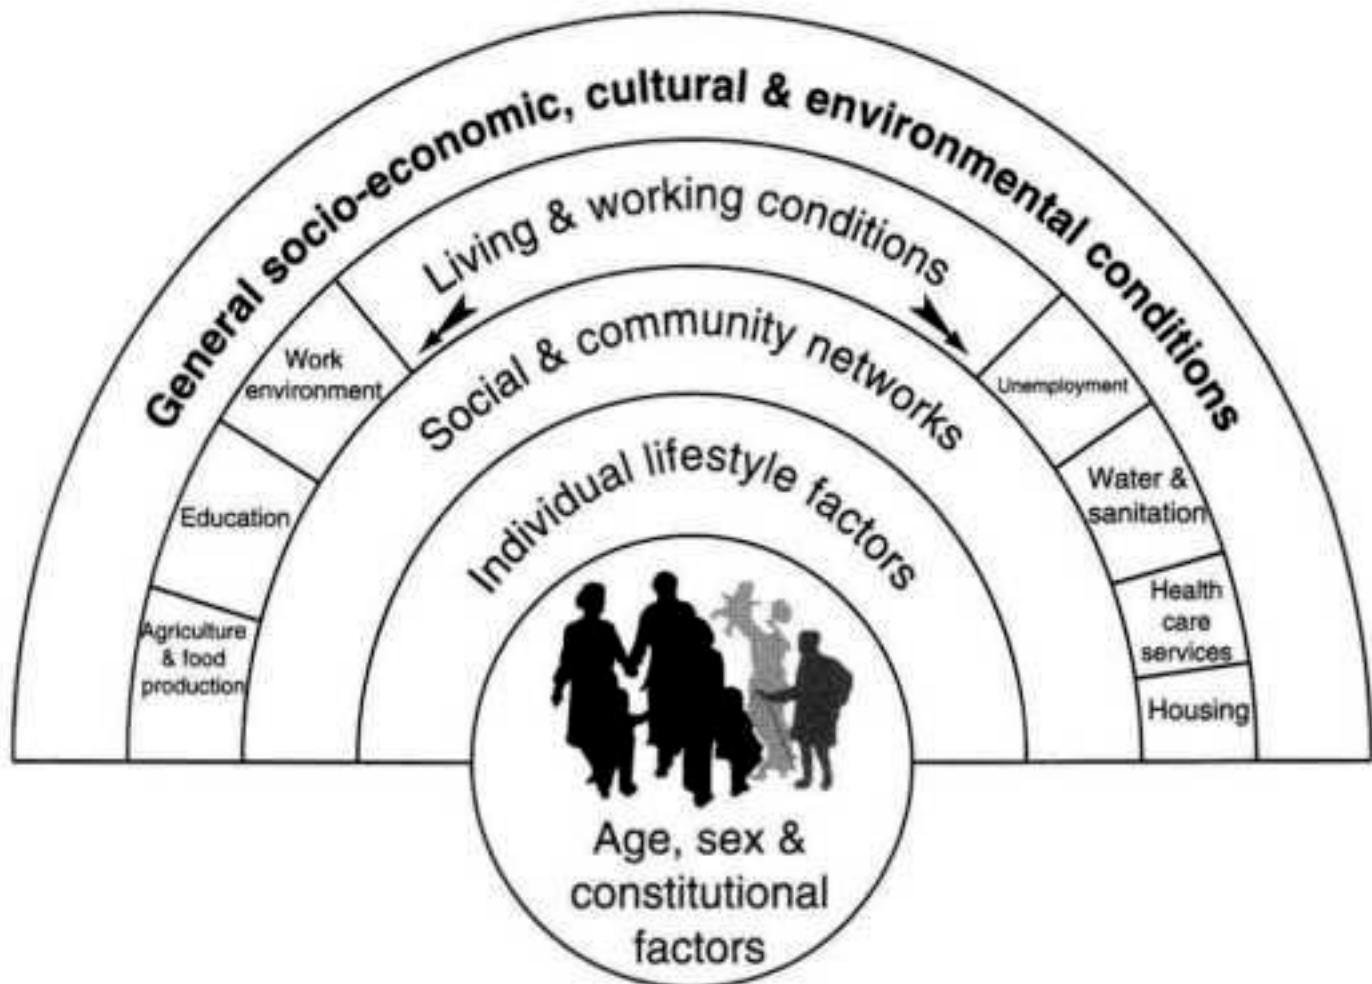 General socio-economic, cultural & environmental conditions
Living & working conditions
Social & community networks
Individual lifestyle factors
Work
environment
Education
Agriculture
& food
production
Unemployment
Water &
sanitation
Health
care
services
Housing
Age, sex &
constitutional
factors